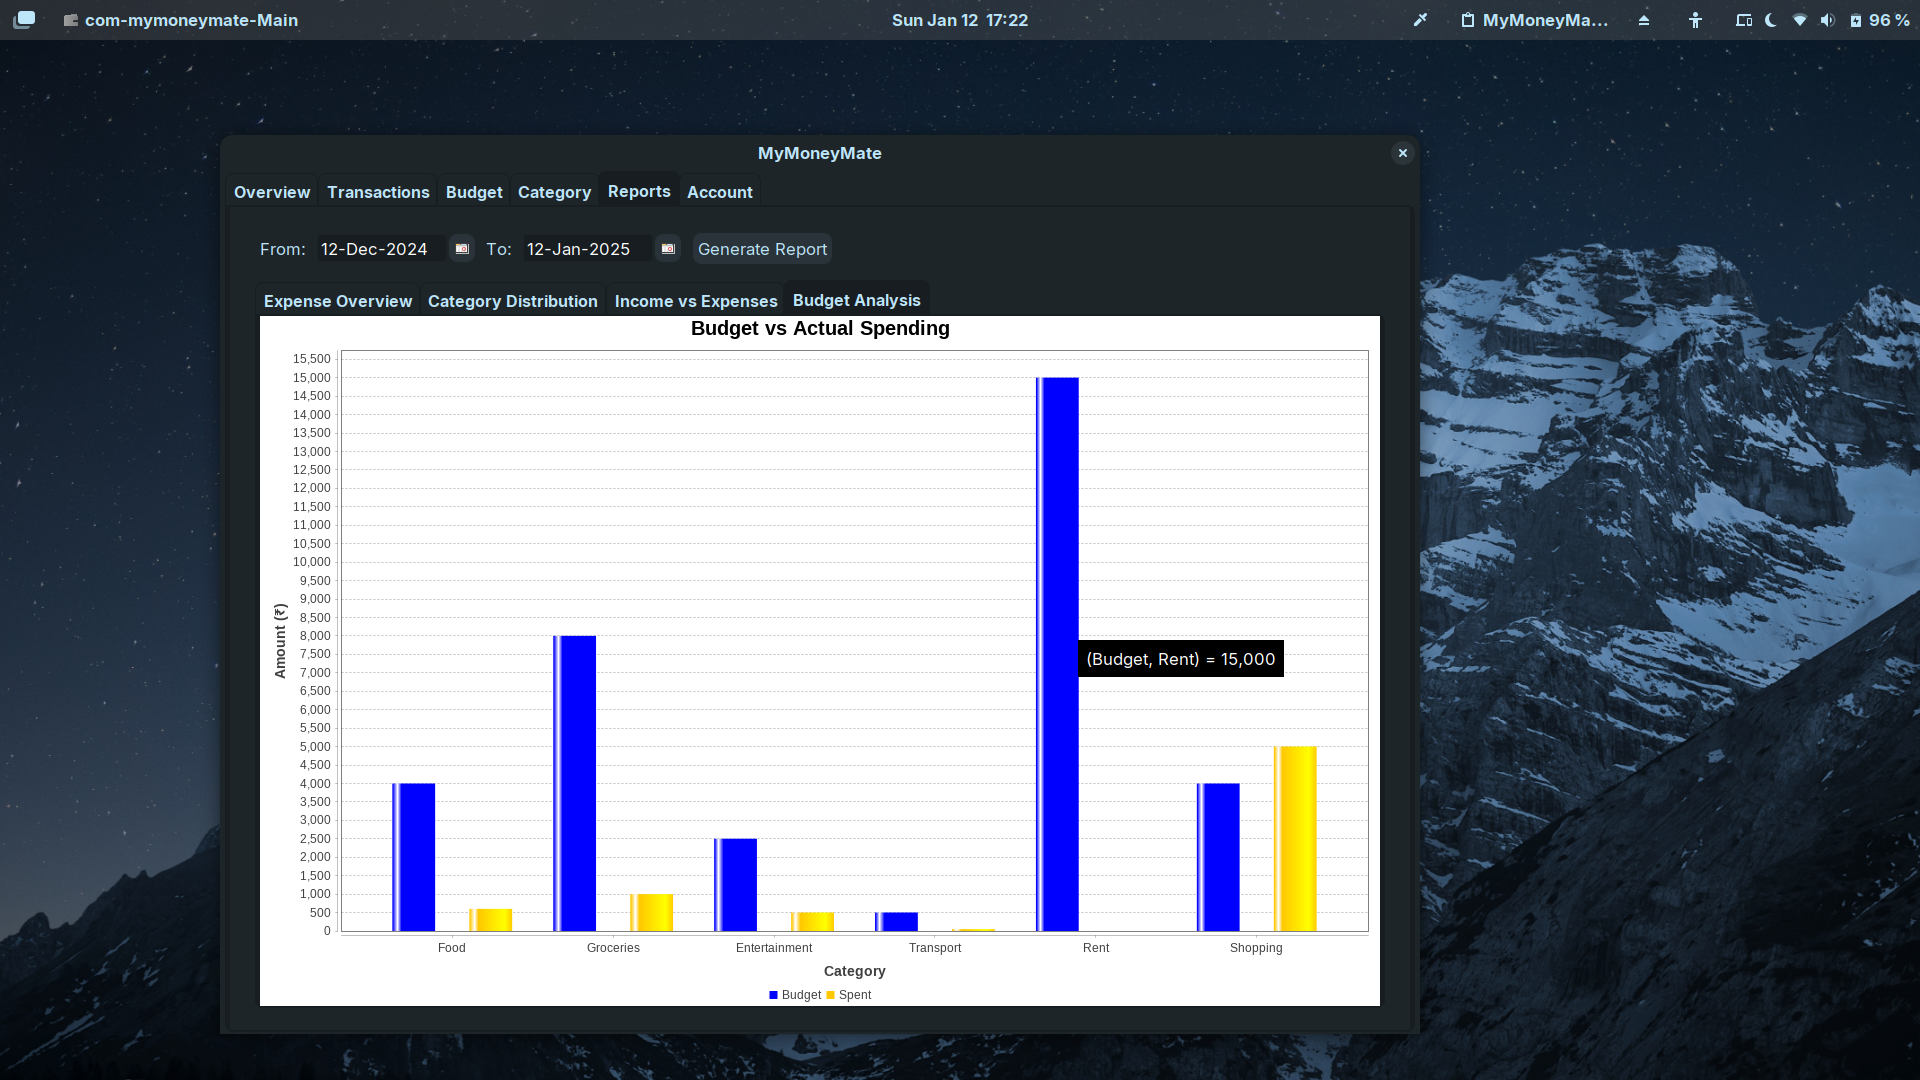 com-mymoneymate-Main
Sun Jan 12 17:22
MyMoneyMa...
96 %
MyMoneyMate
Overview Transactions Budget Category Reports Account
From: 12-Dec-2024 To: 12-Jan-2025 Generate Report
Expense Overview Category Distribution Income vs Expenses Budget Analysis
Budget vs Actual Spending
15,500
15,000
14,500
14,000
13,500
13,000
12,500
12,000
11,500
11,000
10,500
10,000
9,500
9,000
8,500
8,000
7,500
7,000
6,500
6,000
5,500
5,000
4,500
4,000
3,500
3,000
2,500
2,000
1,500
1,000
500
0
Amount (₹)
(Budget, Rent) = 15,000
Food Groceries Entertainment Transport Rent Shopping
Category
Budget Spent